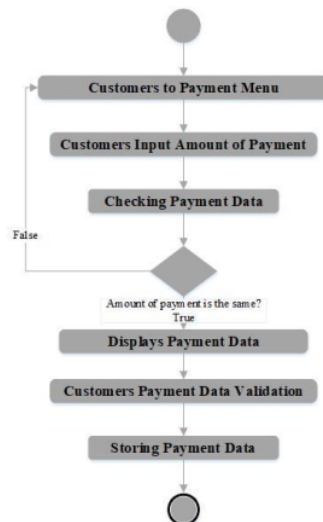 Customers to Payment Menu
Customers Input Amount of Payment
Checking Payment Data
False
Amount of payment is the same?
True
Displays Payment Data
Customers Payment Data Validation
Storing Payment Data